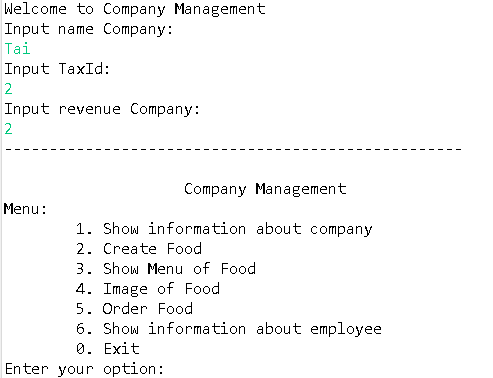 Welcome to Company Management
Input name Company:
Tai
Input TaxId:
2
Input revenue Company:
2
---------------------------------------------------
Company Management
Menu:
1. Show information about company
2. Create Food
3. Show Menu of Food
4. Image of Food
5. Order Food
6. Show information about employee
0. Exit
Enter your option: